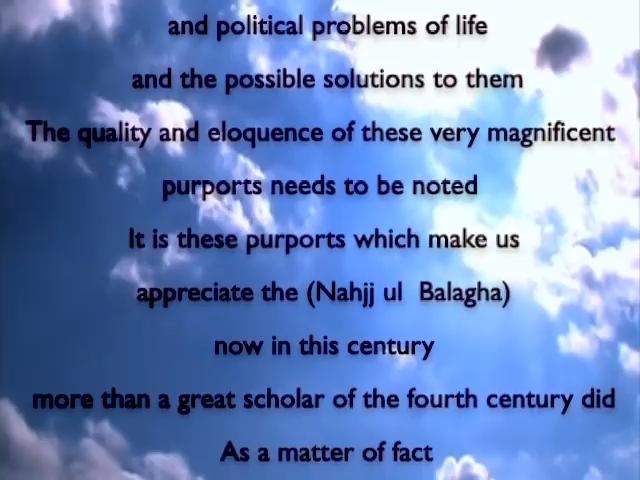 and political problems of life
and the possible solutions to them
The quality and eloquence of these very magnificent
purports needs to be noted
It is these purports which make us
appreciate the (Nahjj ul Balagha)
now in this century
more than a great scholar of the fourth century did
As a matter of fact